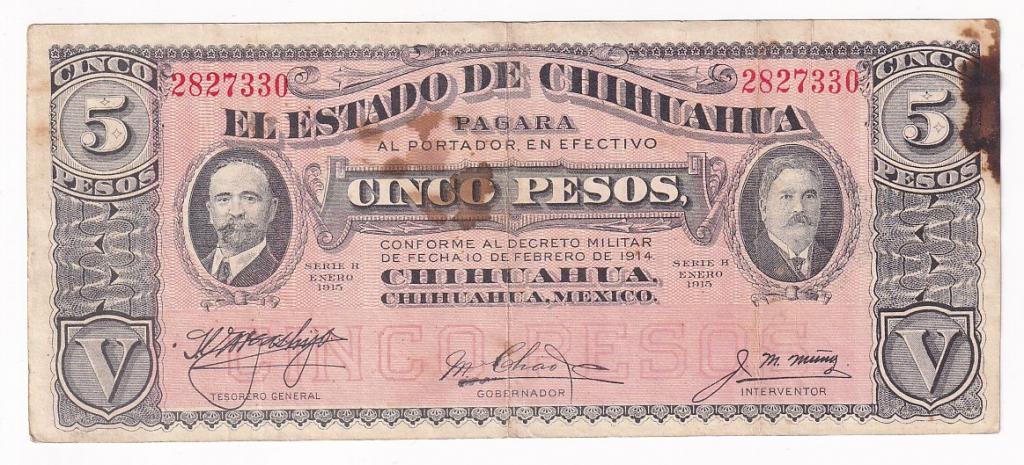 CINCO
5
PESOS
2827330
EL ESTADO DE CHIHUAHUA
2827330
CINCO
5
PESOS
PAGARA
AL PORTADOR, EN EFECTIVO
CINCO PESOS,
CONFORME AL DECRETO MILITAR
DE FECHA 10 DE FEBRERO DE 1914.
CHIHUAHUA.
CHIHUAHUA, MEXICO.
SERIE H
ENERO
1915
SERIE H
ENERO
1915
CINCO PESOS
V
TESORERO GENERAL
M. Chao
GOBERNADOR
J. M. Muñoz
INTERVENTOR
V